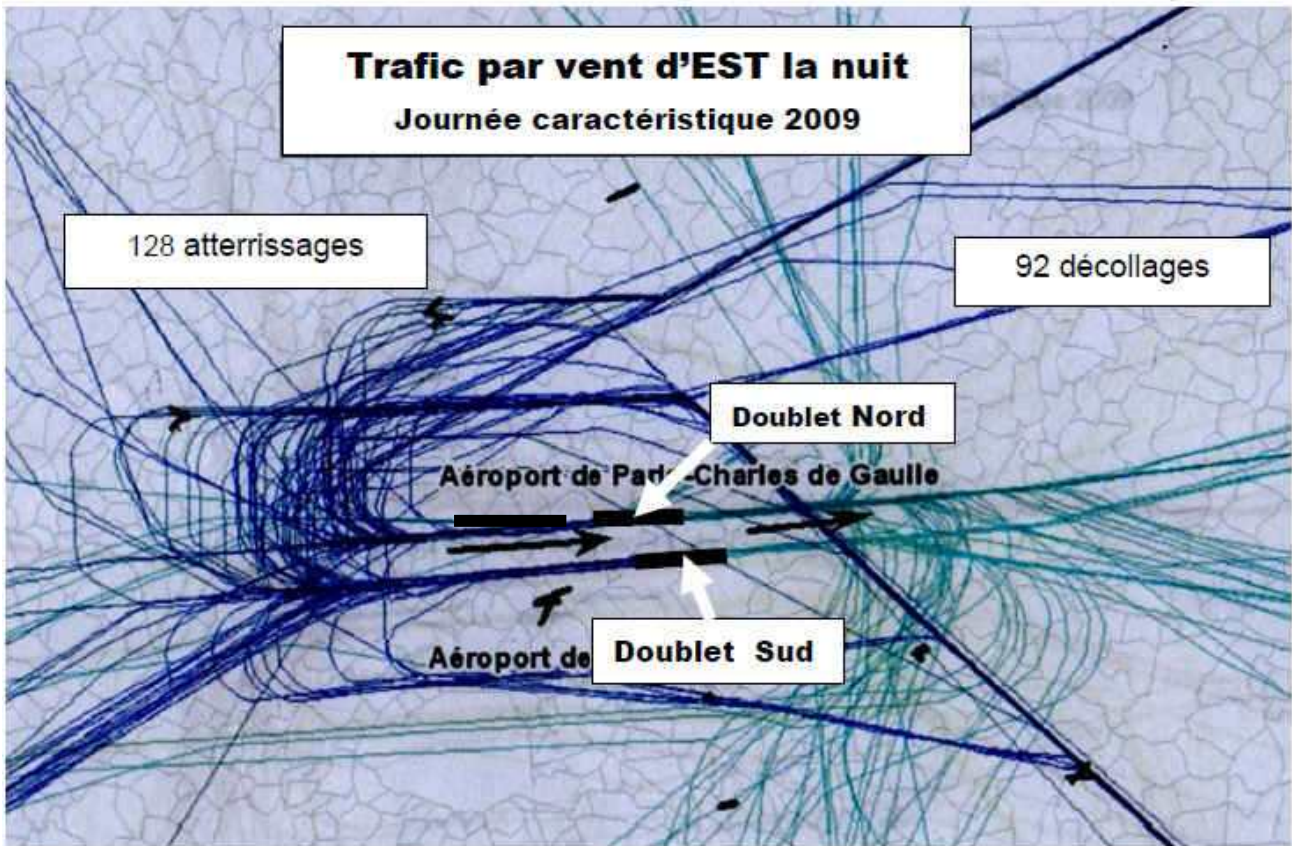 Trafic par vent d'EST la nuit
Journée caractéristique 2009
128 atterrissages
92 décollages
Doublet Nord
Aéroport de Paris-Charles de Gaulle
Doublet Sud
Aéroport de